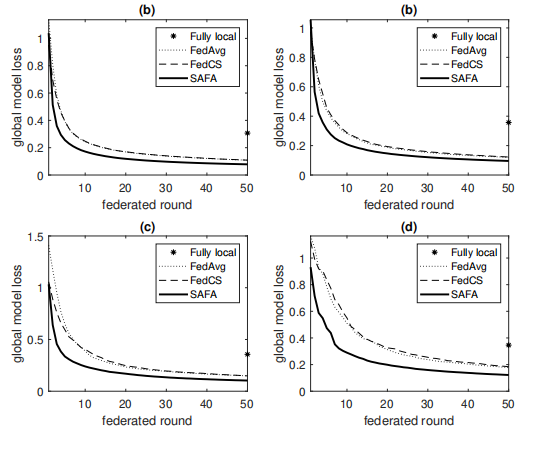 (b)
global model loss
1
0.8
0.6
0.4
0.2
0
10 20 30 40 50
federated round
Fully local
FedAvg
FedCS
SAFA
(b)
global model loss
1
0.8
0.6
0.4
0.2
0
10 20 30 40 50
federated round
Fully local
FedAvg
FedCS
SAFA
(c)
global model loss
1.5
1
0.5
0
10 20 30 40 50
federated round
Fully local
FedAvg
FedCS
SAFA
(d)
global model loss
1
0.8
0.6
0.4
0.2
0
10 20 30 40 50
federated round
Fully local
FedAvg
FedCS
SAFA